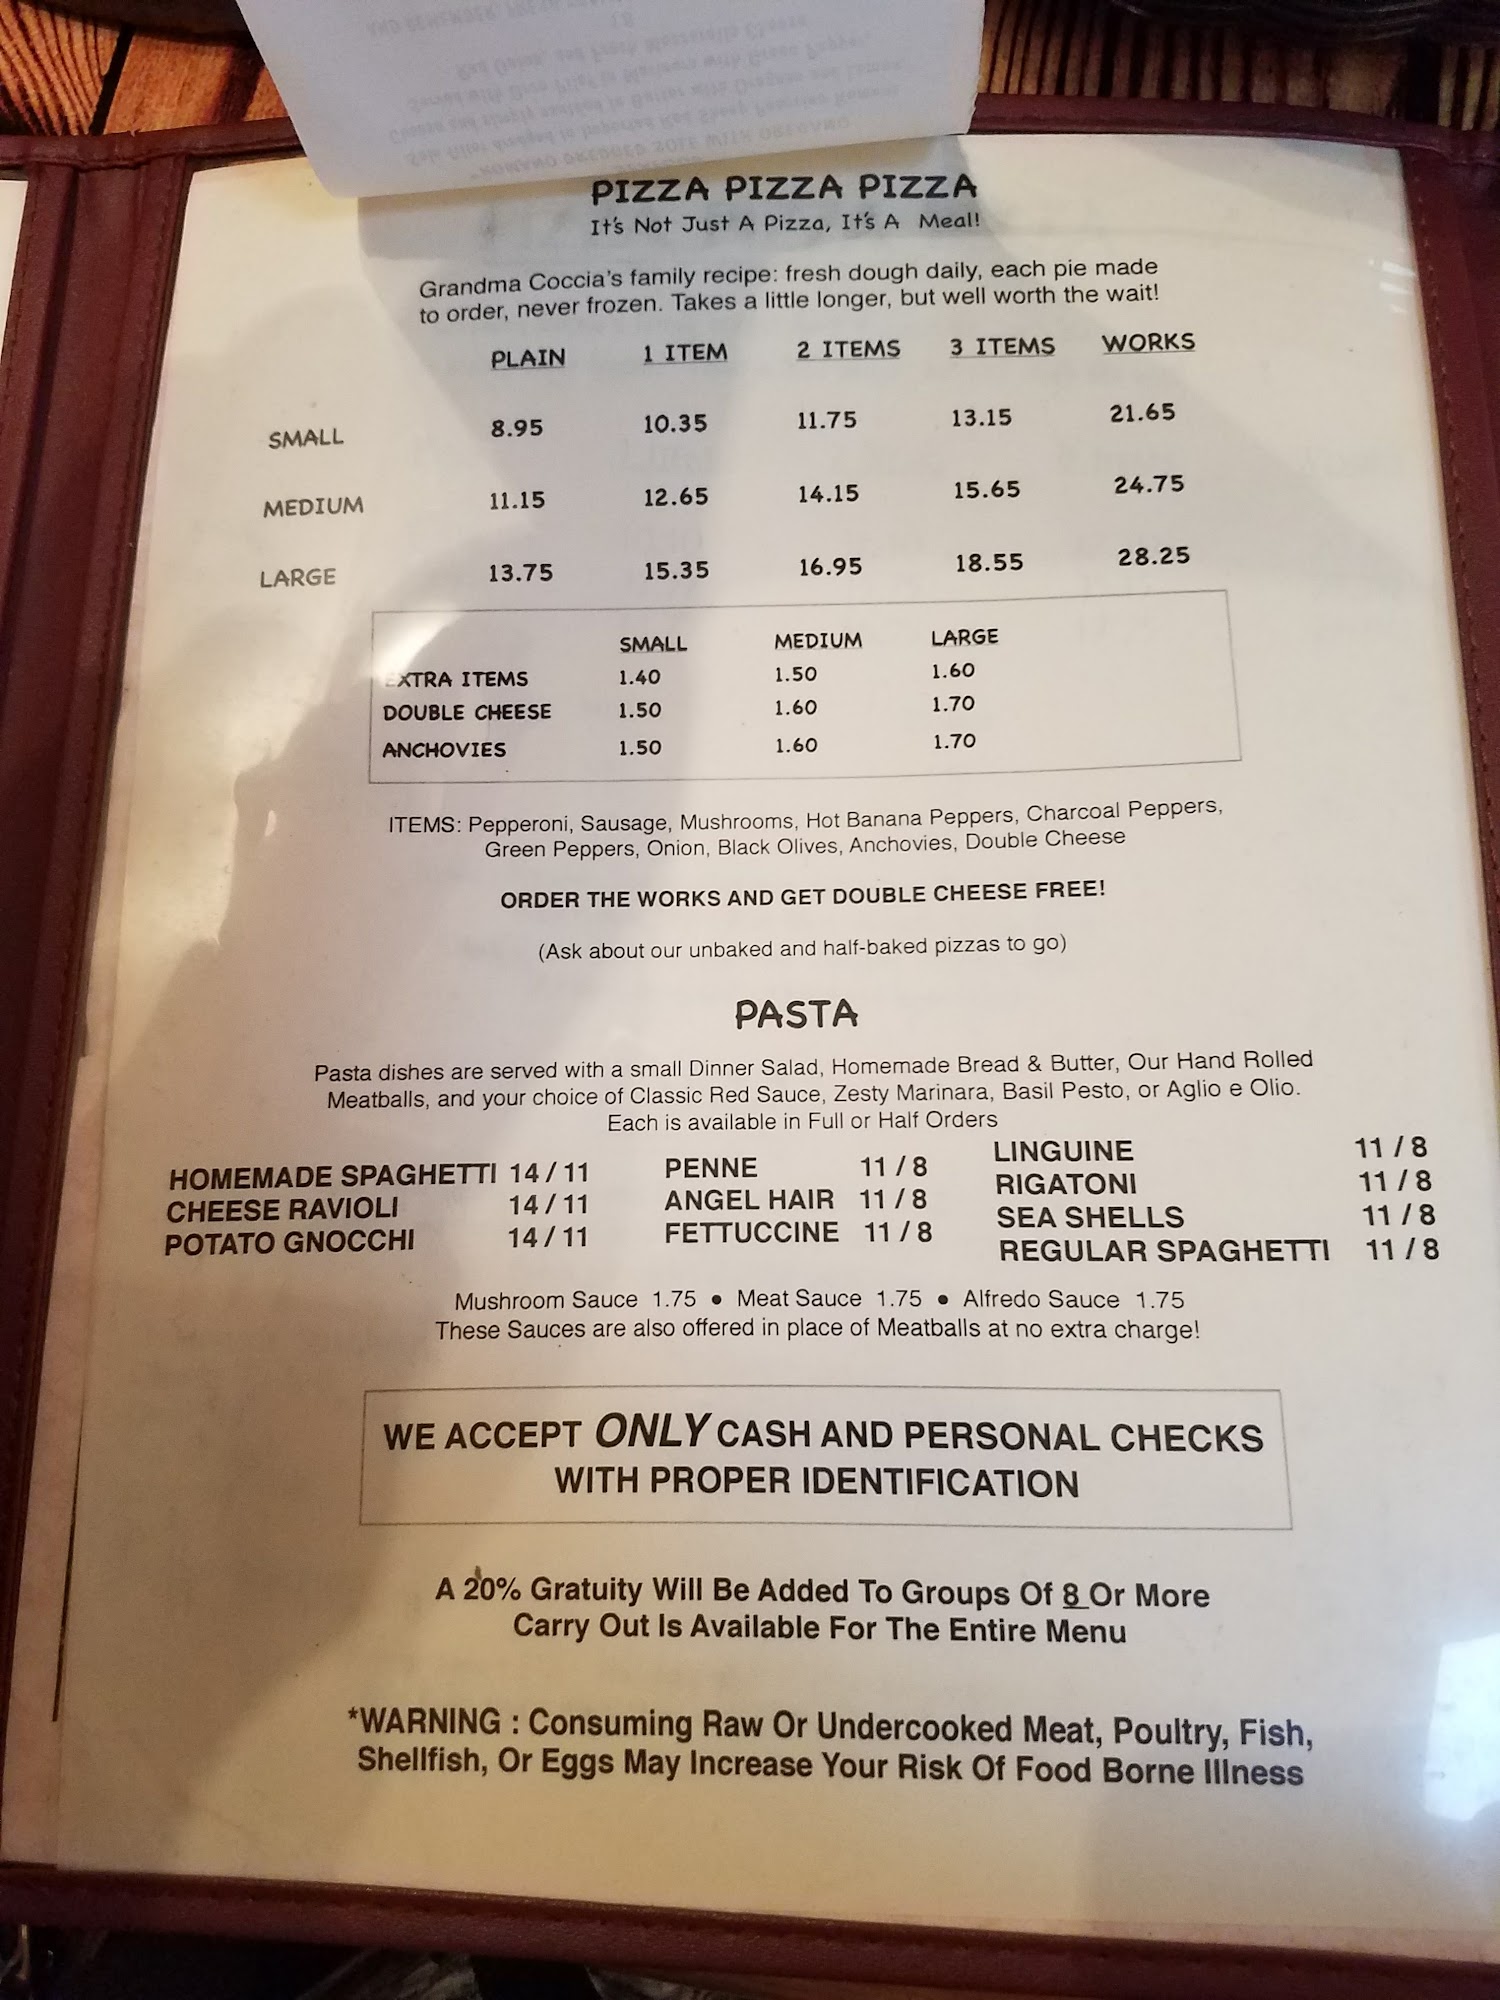 PIZZA PIZZA PIZZA
It's Not Just A Pizza, It's A Meal!
Grandma Coccia's family recipe: fresh dough daily, each pie made
to order, never frozen. Takes a little longer, but well worth the wait!
PLAIN 1 ITEM 2 ITEMS 3 ITEMS WORKS
SMALL 8.95 10.35 11.75 13.15 21.65
MEDIUM 11.15 12.65 14.15 15.65 24.75
LARGE 13.75 15.35 16.95 18.55 28.25
SMALL MEDIUM LARGE
EXTRA ITEMS 1.40 1.50 1.60
DOUBLE CHEESE 1.50 1.60 1.70
ANCHOVIES 1.50 1.60 1.70
ITEMS: Pepperoni, Sausage, Mushrooms, Hot Banana Peppers, Charcoal Peppers,
Green Peppers, Onion, Black Olives, Anchovies, Double Cheese
ORDER THE WORKS AND GET DOUBLE CHEESE FREE!
(Ask about our unbaked and half-baked pizzas to go)
PASTA
Pasta dishes are served with a small Dinner Salad, Homemade Bread & Butter, Our Hand Rolled
Meatballs, and your choice of Classic Red Sauce, Zesty Marinara, Basil Pesto, or Aglio e Olio.
Each is available in Full or Half Orders
HOMEMADE SPAGHETTI 14 / 11
CHEESE RAVIOLI 14 / 11
POTATO GNOCCHI 14 / 11
PENNE 11 / 8
ANGEL HAIR 11 / 8
FETTUCCINE 11 / 8
LINGUINE 11 / 8
RIGATONI 11 / 8
SEA SHELLS 11 / 8
REGULAR SPAGHETTI 11 / 8
Mushroom Sauce 1.75 • Meat Sauce 1.75 • Alfredo Sauce 1.75
These Sauces are also offered in place of Meatballs at no extra charge!
WE ACCEPT ONLY CASH AND PERSONAL CHECKS
WITH PROPER IDENTIFICATION
A 20% Gratuity Will Be Added To Groups Of 8 Or More
Carry Out Is Available For The Entire Menu
*WARNING : Consuming Raw Or Undercooked Meat, Poultry, Fish,
Shellfish, Or Eggs May Increase Your Risk Of Food Borne Illness